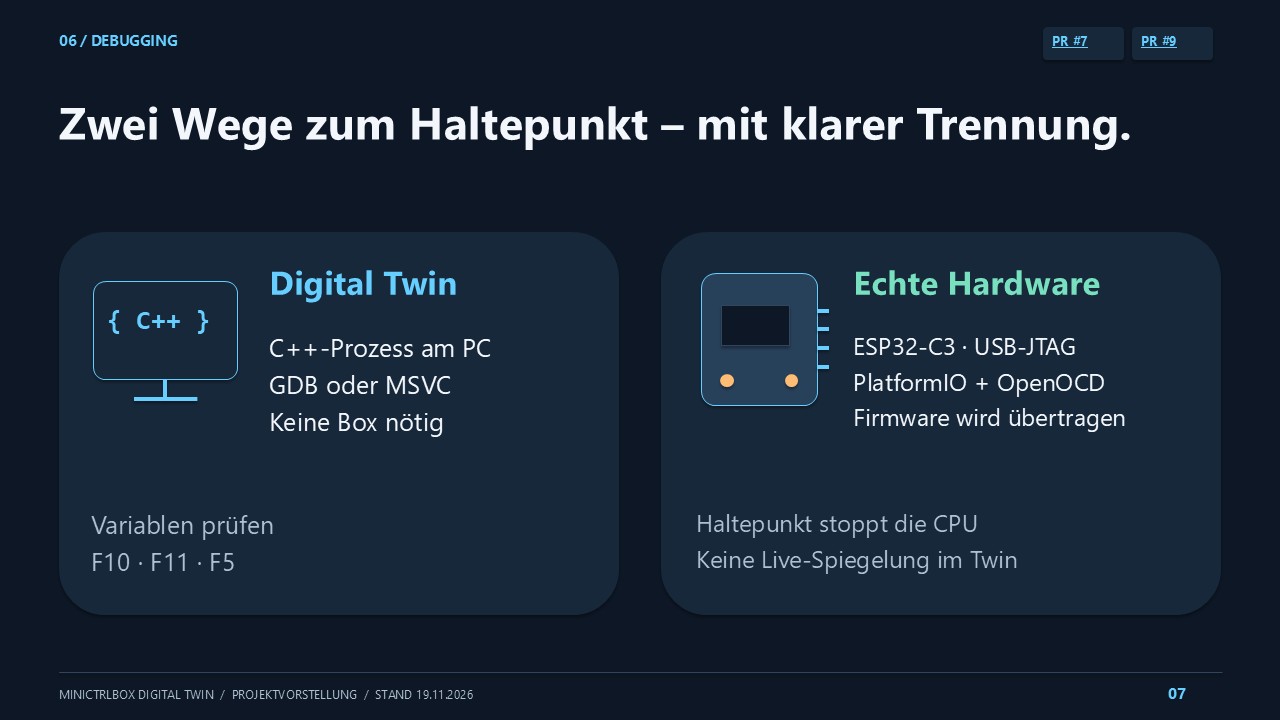 06 / DEBUGGING
PR #7
PR #9
Zwei Wege zum Haltepunkt – mit klarer Trennung.
{ C++ }
Digital Twin
C++-Prozess am PC
GDB oder MSVC
Keine Box nötig
Variablen prüfen
F10 · F11 · F5
Echte Hardware
ESP32-C3 · USB-JTAG
PlatformIO + OpenOCD
Firmware wird übertragen
Haltepunkt stoppt die CPU
Keine Live-Spiegelung im Twin
MINICTRLBOX DIGITAL TWIN / PROJEKTVORSTELLUNG / STAND 19.11.2026
07